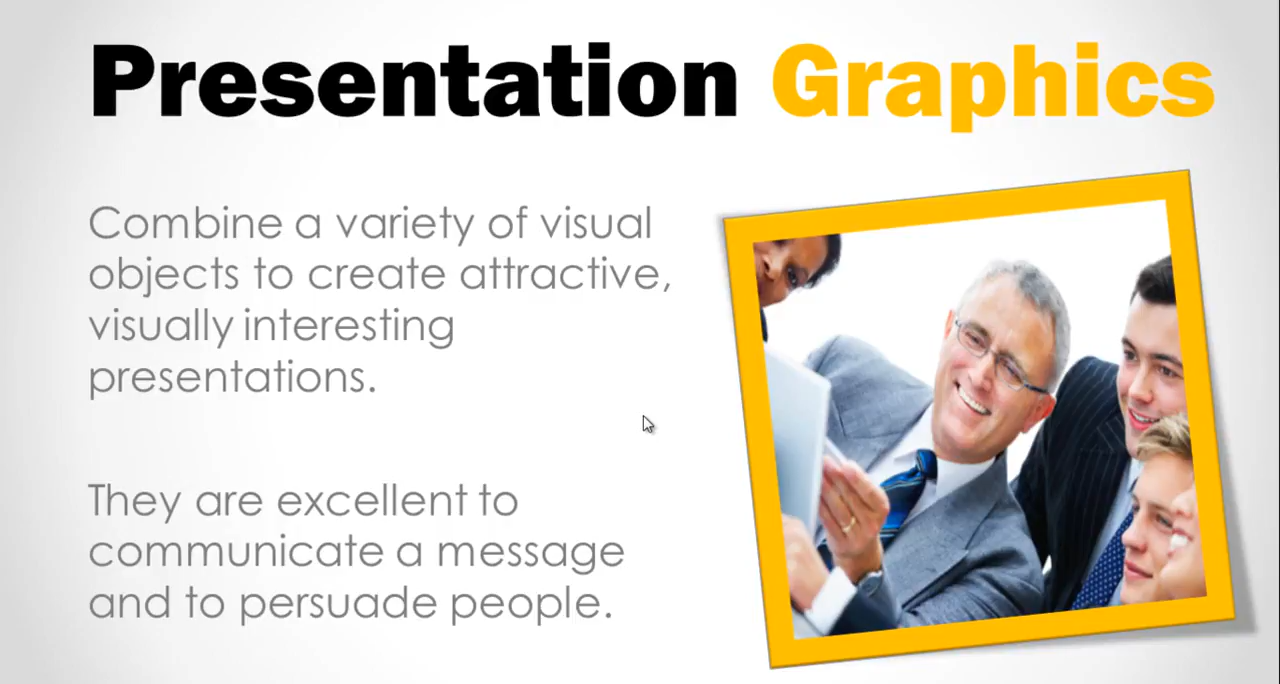 Presentation Graphics
Combine a variety of visual
objects to create attractive,
visually interesting
presentations.
They are excellent to
communicate a message
and to persuade people.